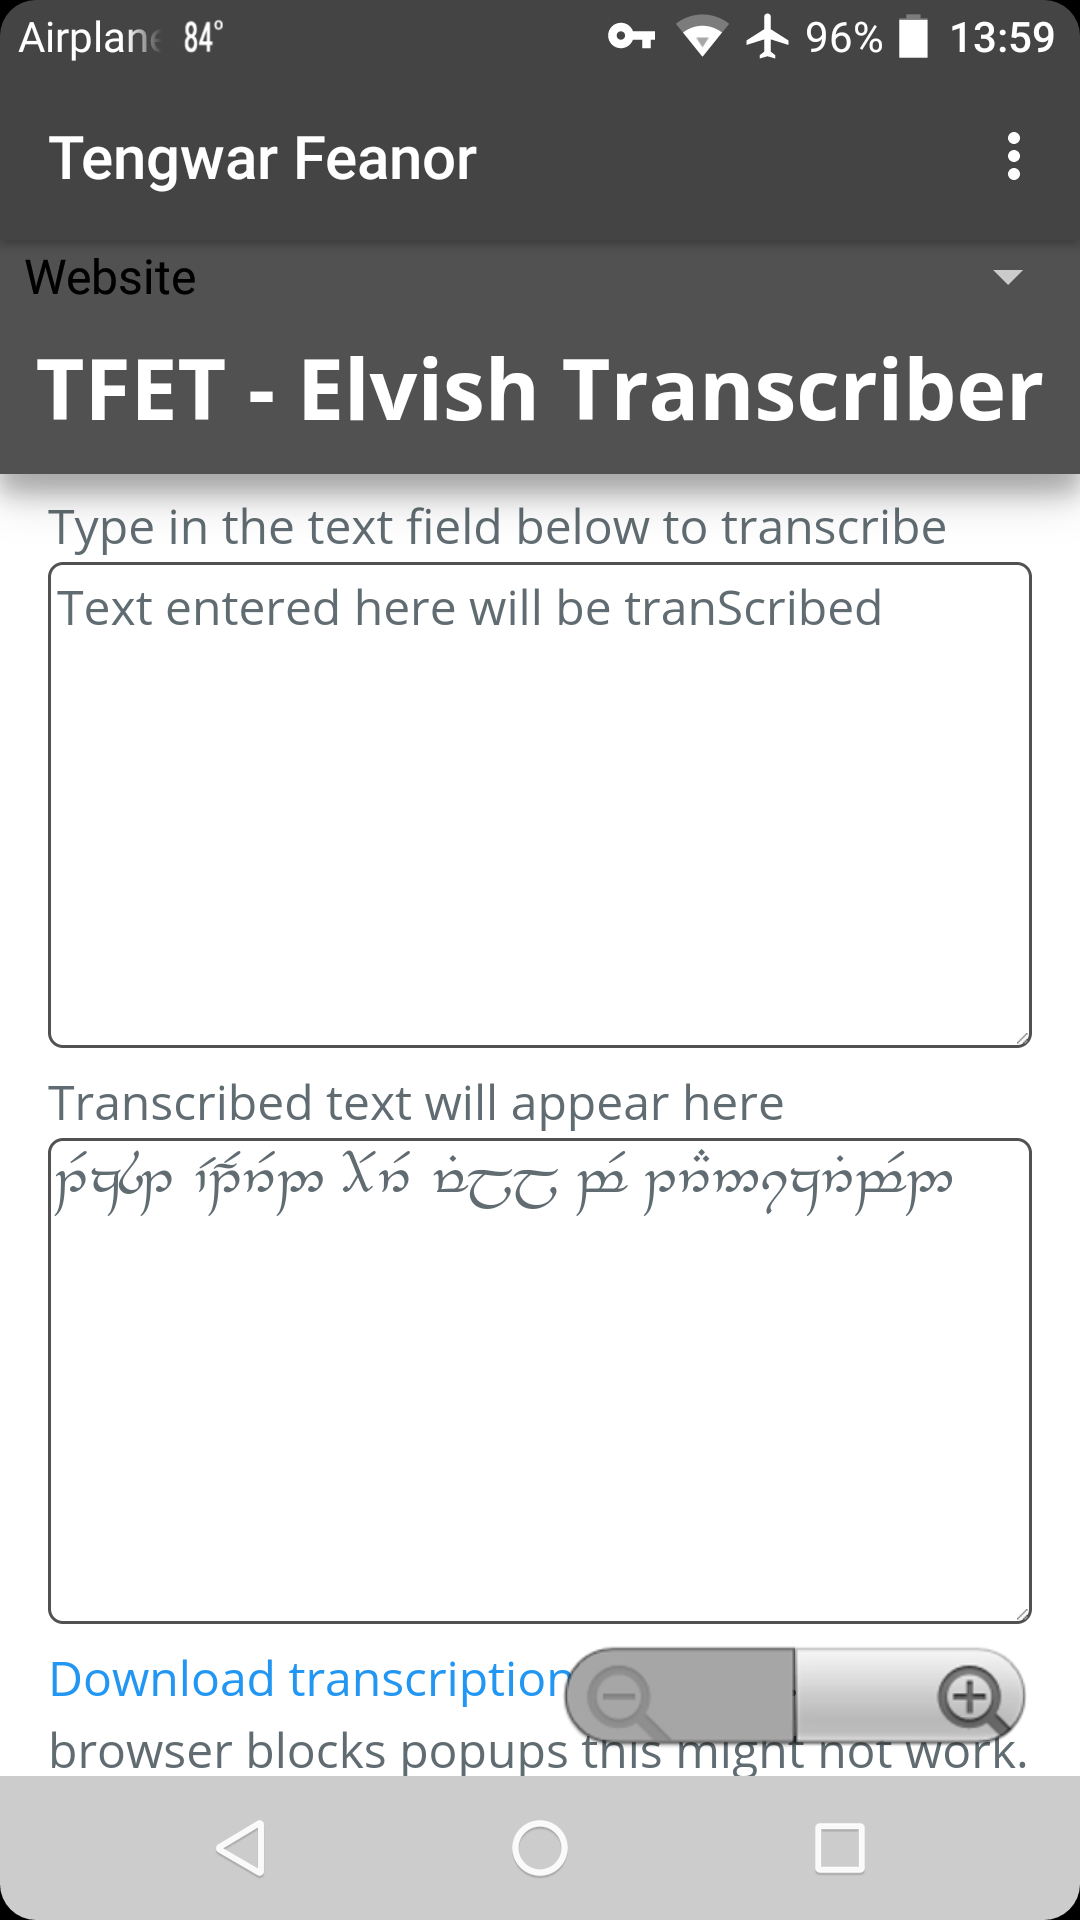 Airplan 84°
96% 13:59
Tengwar Feanor
Website
TFET - Elvish Transcriber
Type in the text field below to transcribe
Text entered here will be tranScribed
Transcribed text will appear here
Download transcription
browser blocks popups this might not work.